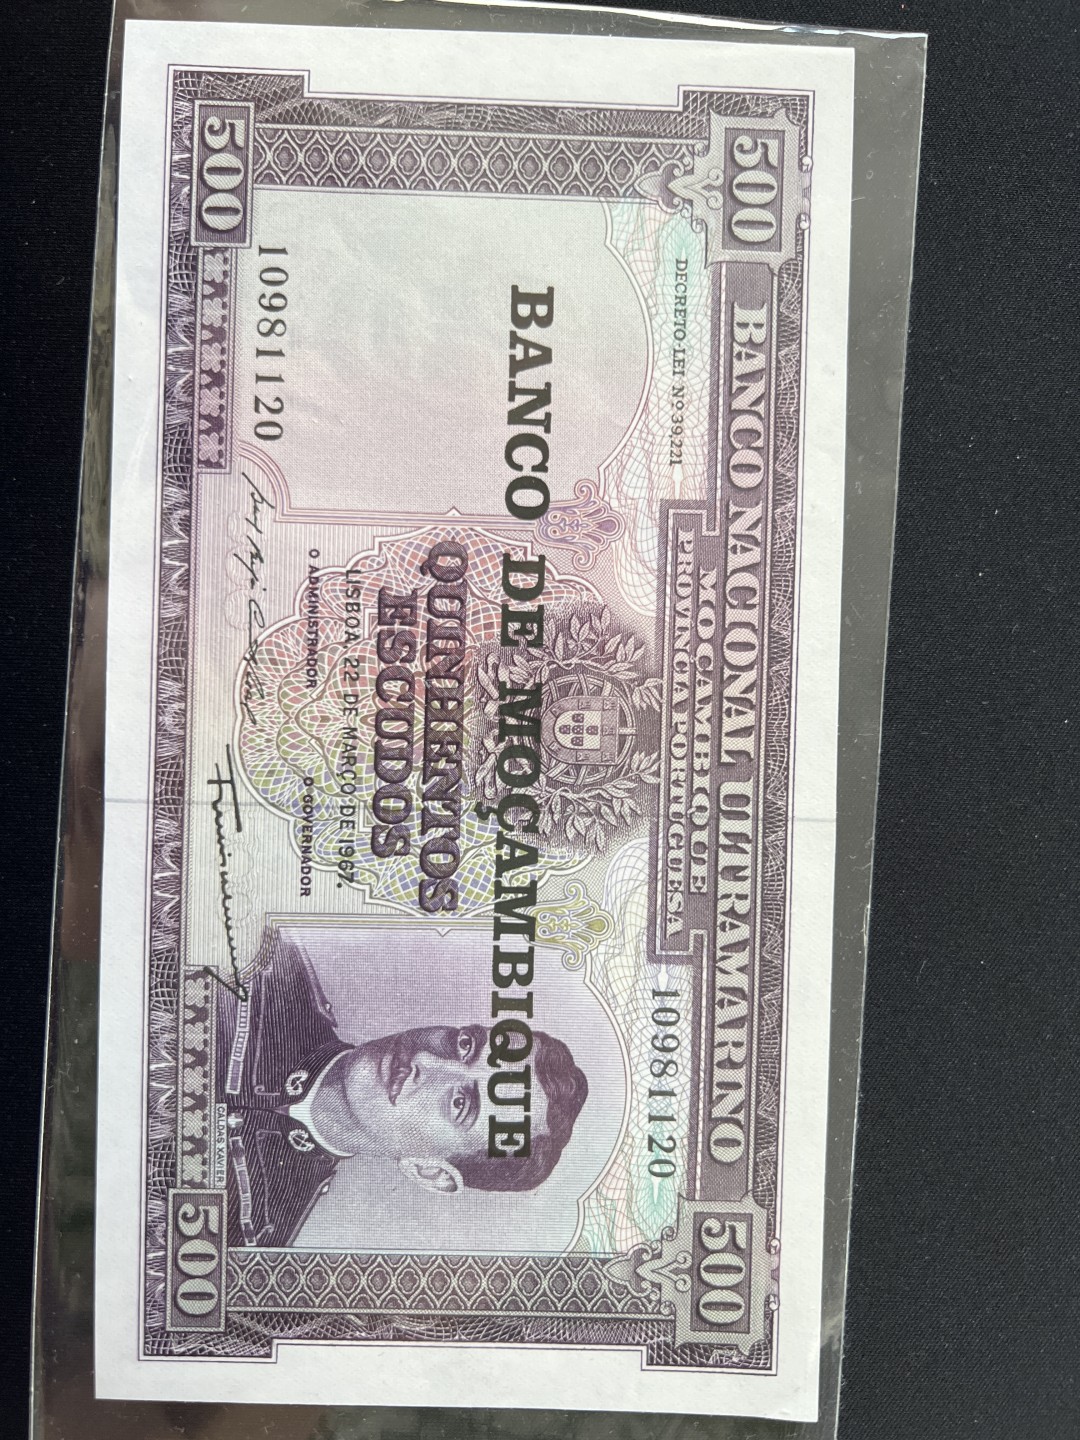 500
500
BANCO NACIONAL ULTRAMARINO
MOÇAMBIQUE
PROVÍNCIA PORTUGUESA
DECRETO-LEI Nº 39,221
10981120
BANCO DE MOÇAMBIQUE
QUINHENTOS
ESCUDOS
LISBOA 22 DE MARÇO DE 1967.
O ADMINISTRADOR
O GOVERNADOR
10981120
CALDAS XAVIER
500
500